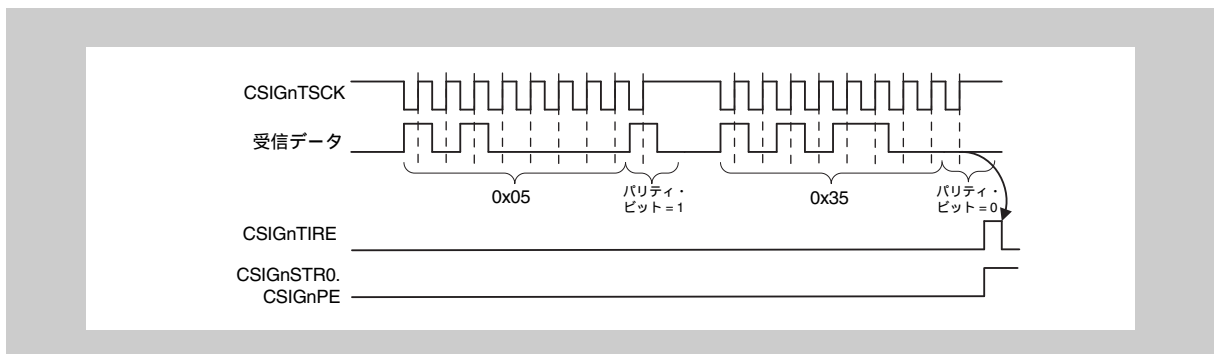 CSIGnTSCK
受信データ
0x05
パリティ・
ビット = 1
0x35
パリティ・
ビット = 0
CSIGnTIRE
CSIGnSTR0.
CSIGnPE